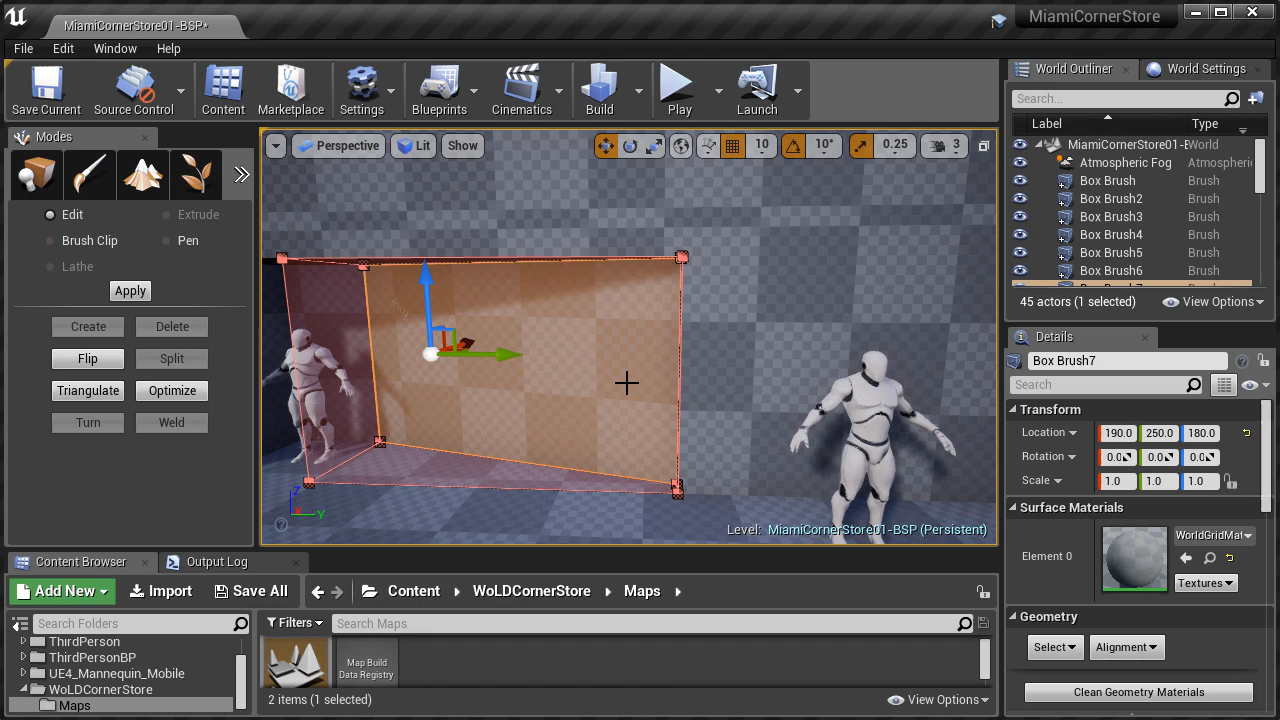 MiamiCornerStore01-BSP*
MiamiCornerStore
File Edit Window Help
Save Current Source Control Content Marketplace Settings Blueprints Cinematics Build Play Launch
World Outliner World Settings
Search...
Label Type
MiamiCornerStore01-B World
Atmospheric Fog Atmospheric
Box Brush Brush
Box Brush2 Brush
Box Brush3 Brush
Box Brush4 Brush
Box Brush5 Brush
Box Brush6 Brush
45 actors (1 selected) View Options
Modes
Edit Extrude
Brush Clip Pen
Lathe
Apply
Create Delete
Flip Split
Triangulate Optimize
Turn Weld
Perspective Lit Show 10 10° 0.25 3
Z
X
Y
Level: MiamiCornerStore01-BSP (Persistent)
Details
Box Brush7
Search
Transform
Location 190.0 250.0 180.0
Rotation 0.0 0.0 0.0
Scale 1.0 1.0 1.0
Surface Materials
Element 0
WorldGridMat
Textures
Geometry
Select Alignment
Clean Geometry Materials
Content Browser Output Log
Add New Import Save All Content WoLDCornerStore Maps
Search Folders
ThirdPerson
ThirdPersonBP
UE4_Mannequin_Mobile
WoLDCornerStore
Maps
Filters Search Maps
Map Build
Data Registry
2 items (1 selected) View Options